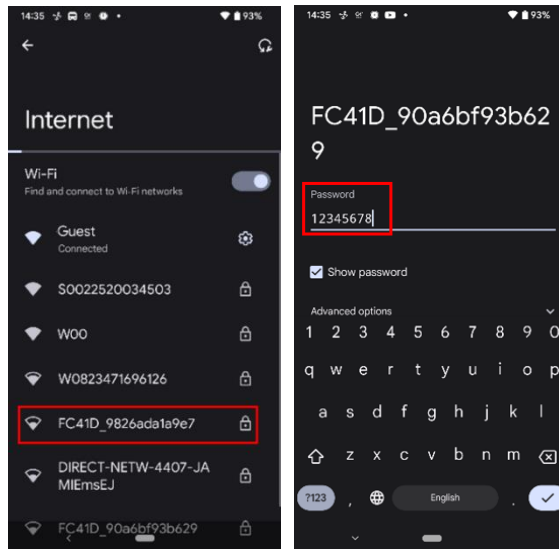 14:35
93%
Internet
Wi-Fi
Find and connect to Wi-Fi networks
Guest
Connected
S0022520034503
W00
W0823471696126
FC41D_9826ada1a9e7
DIRECT-NETW-4407-JA
MIEmsEJ
FC41D_90a6bf93b629
14:35
93%
FC41D_90a6bf93b62
9
Password
12345678
Show password
Advanced options
1 2 3 4 5 6 7 8 9 0
q w e r t y u i o p
a s d f g h j k l
z x c v b n m
?123 , English .